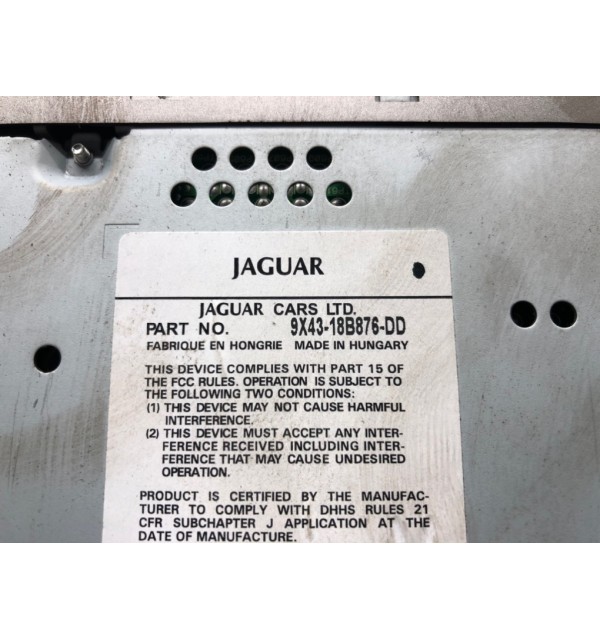 JAGUAR
JAGUAR CARS LTD.
PART NO. 9X43-18B876-DD
FABRIQUE EN HONGRIE MADE IN HUNGARY
THIS DEVICE COMPLIES WITH PART 15 OF
THE FCC RULES. OPERATION IS SUBJECT TO
THE FOLLOWING TWO CONDITIONS:
(1) THIS DEVICE MAY NOT CAUSE HARMFUL
INTERFERENCE.
(2) THIS DEVICE MUST ACCEPT ANY INTER-
FERENCE RECEIVED INCLUDING INTER-
FERENCE THAT MAY CAUSE UNDESIRED
OPERATION.
PRODUCT IS CERTIFIED BY THE MANUFAC-
TURER TO COMPLY WITH DHHS RULES 21
CFR SUBCHAPTER J APPLICATION AT THE
DATE OF MANUFACTURE.